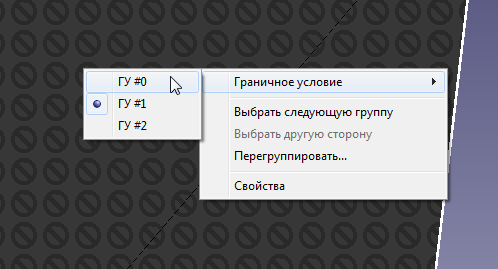 ГУ #0
ГУ #1
ГУ #2
Граничное условие
Выбрать следующую группу
Выбрать другую сторону
Перегруппировать...
Свойства